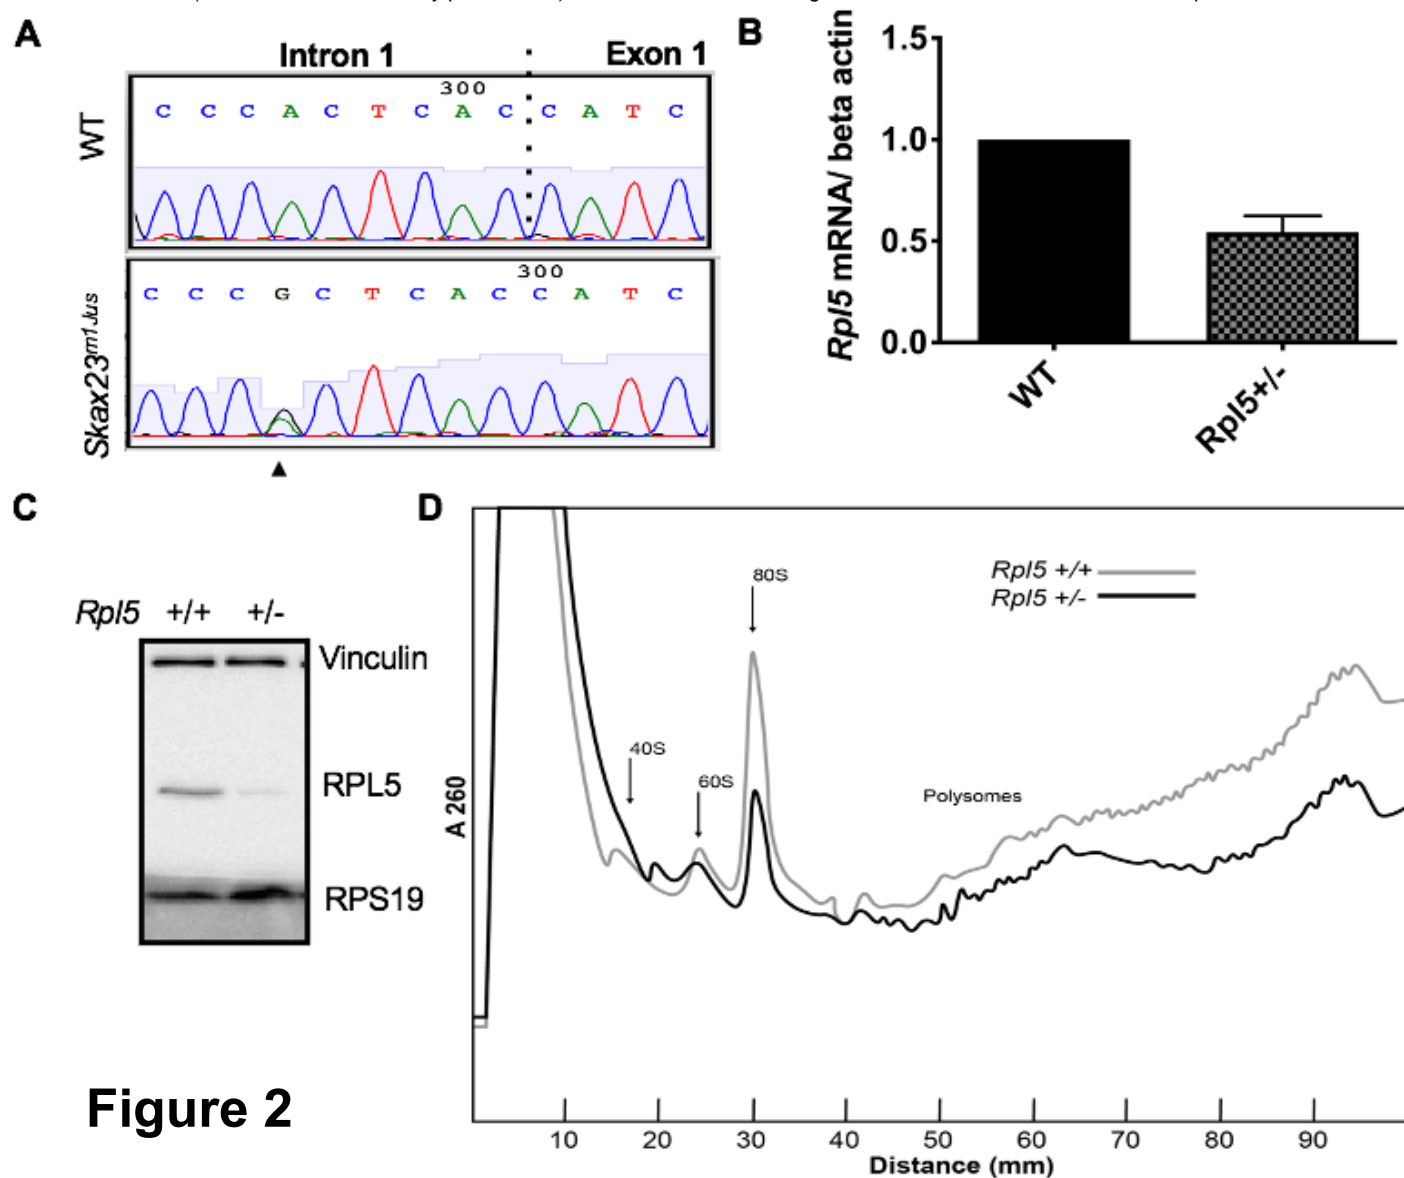 A
Intron 1
Exon 1
WT
300
C C C A C T C A C C A T C
Skax23m1Jus
300
C C C G C T C A C C A T C
B
Rpl5 mRNA/ beta actin
1.5
1.0
0.5
0.0
WT
Rpl5+/-
C
Rpl5 +/+ +/-
Vinculin
RPL5
RPS19
D
A 260
40S
60S
80S
Polysomes
Rpl5 +/+
Rpl5 +/-
10 20 30 40 50 60 70 80 90
Distance (mm)
Figure 2